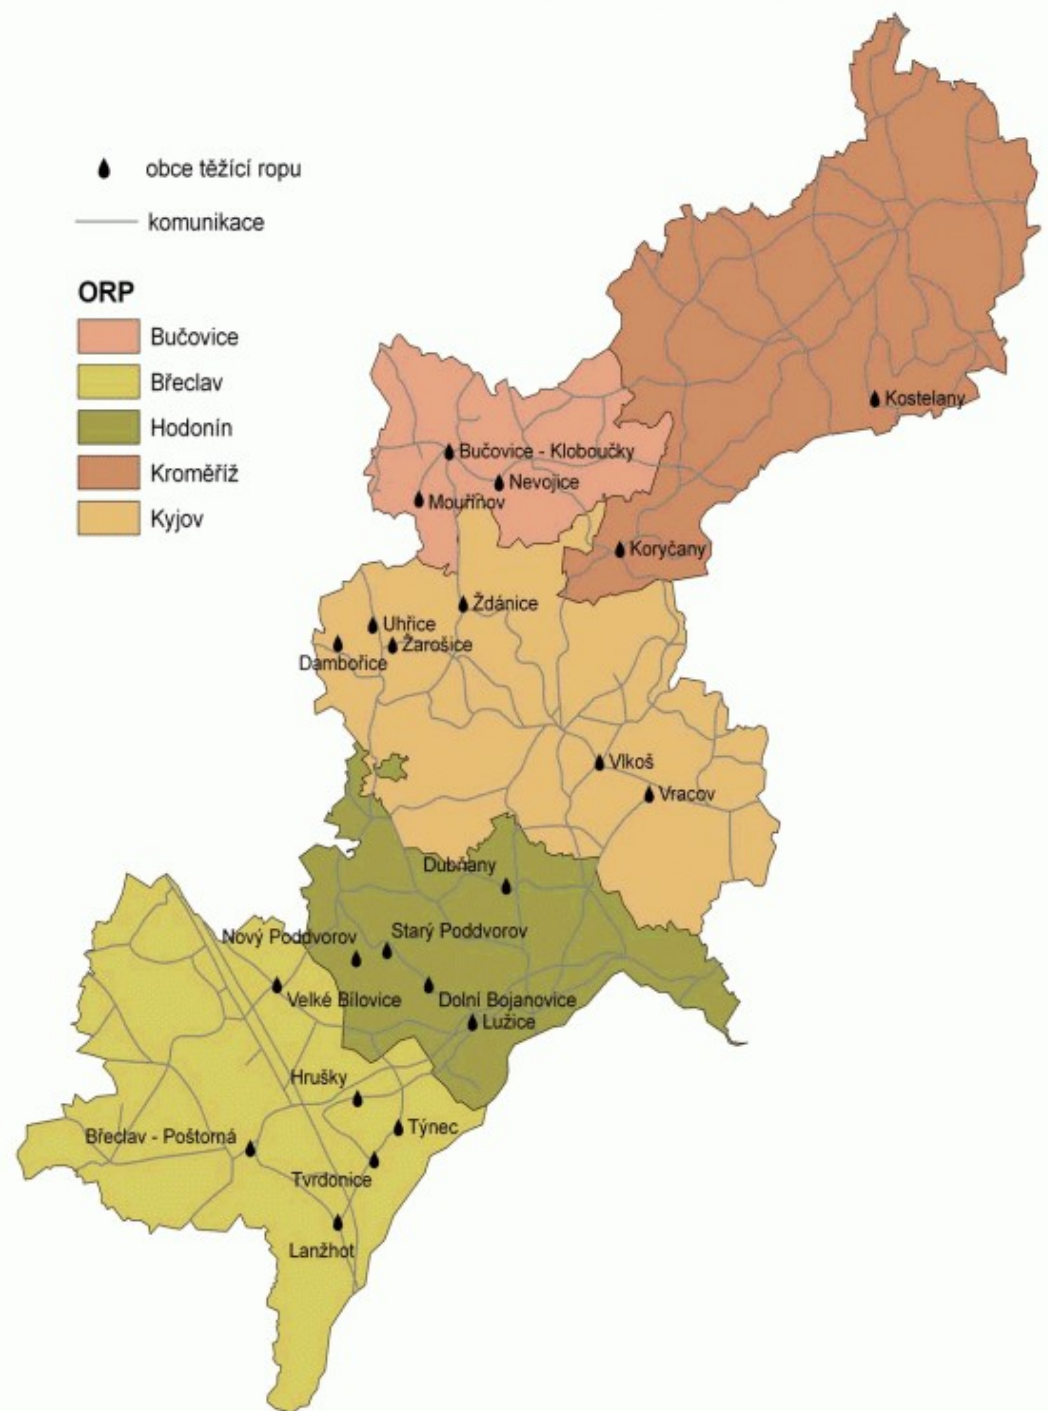 obce těžící ropu
komunikace
ORP
Bučovice
Břeclav
Hodonín
Kroměříž
Kyjov
Kostelany
Bučovice - Kloboučky
Nevojice
Mouřínov
Koryčany
Ždánice
Uhřice
Žarošice
Dambořice
Vlkoš
Vracov
Dubňany
Starý Poddvorov
Nový Poddvorov
Velké Bílovice
Dolní Bojanovice
Lužice
Hrušky
Týnec
Břeclav - Poštorná
Tvrdonice
Lanžhot